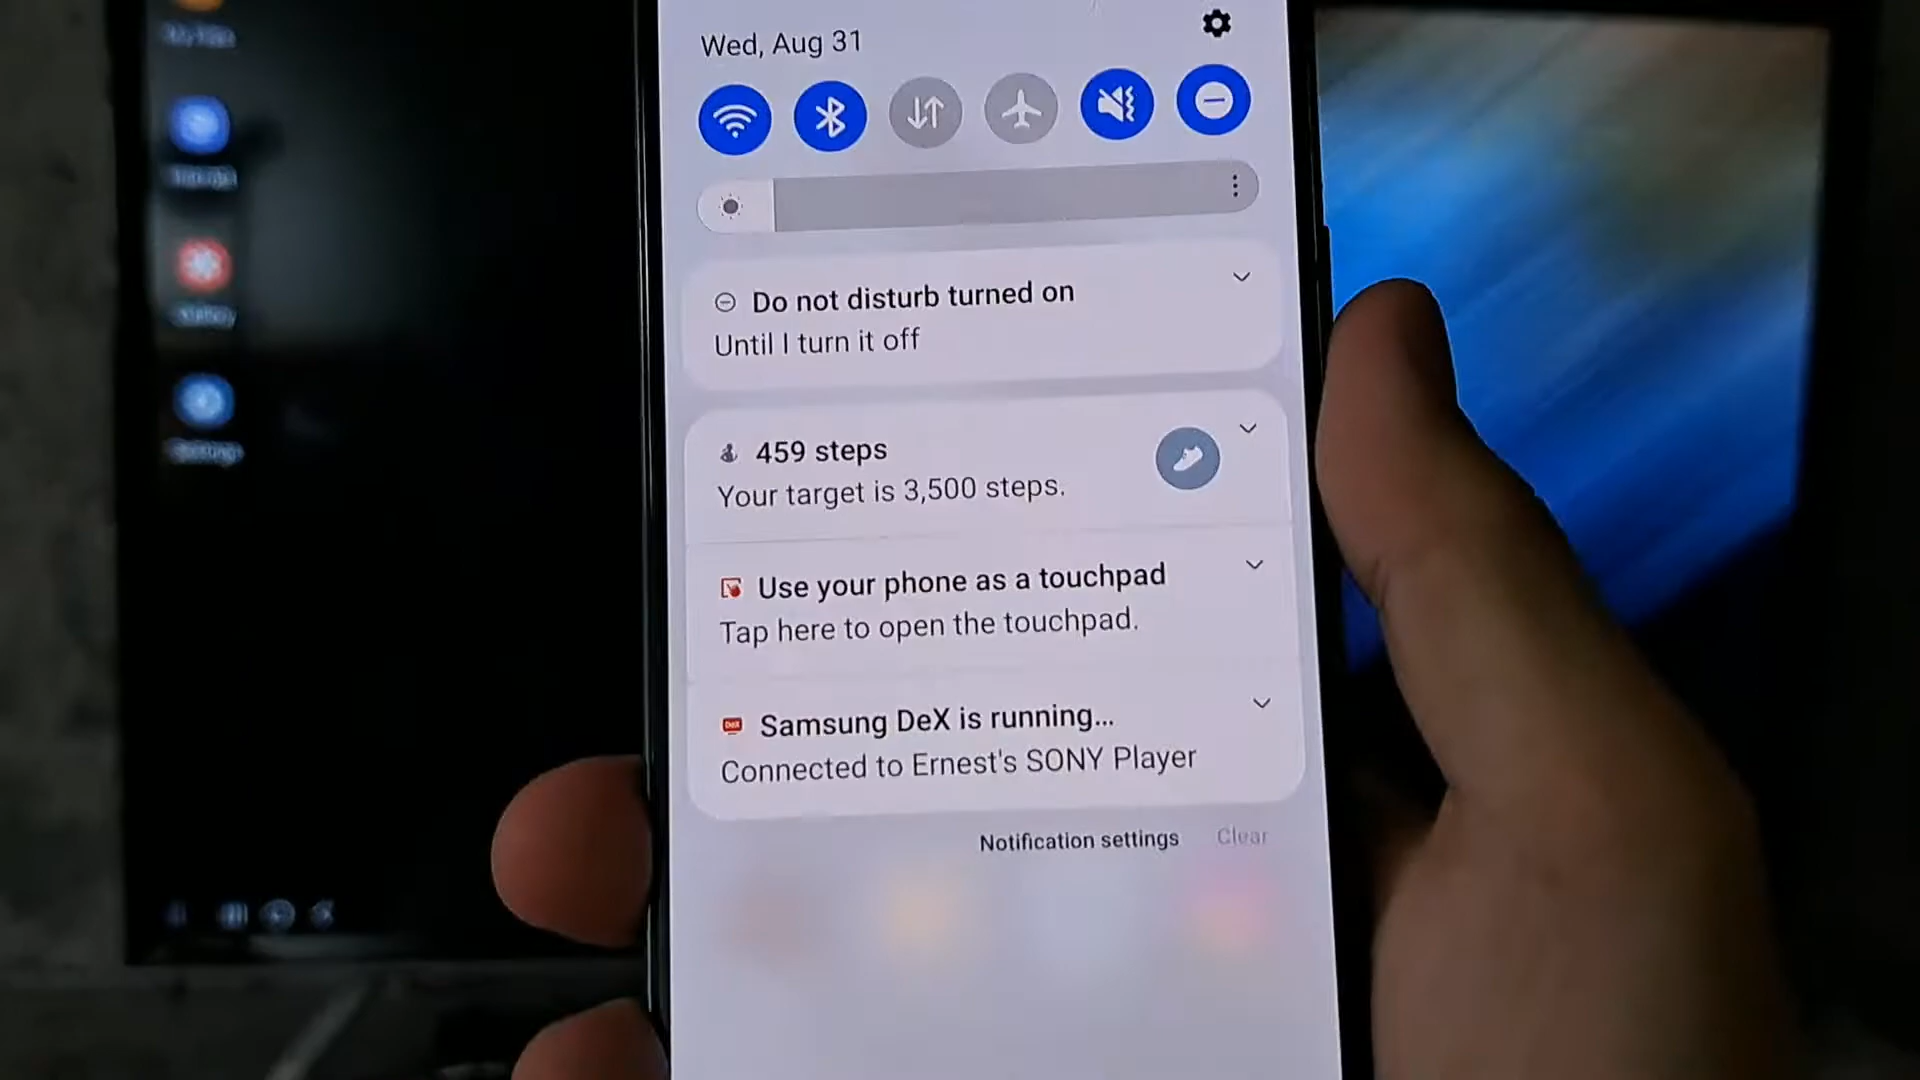 Wed, Aug 31
Do not disturb turned on
Until I turn it off
459 steps
Your target is 3,500 steps.
Use your phone as a touchpad
Tap here to open the touchpad.
DeX Samsung DeX is running...
Connected to Ernest's SONY Player
Notification settings Clear